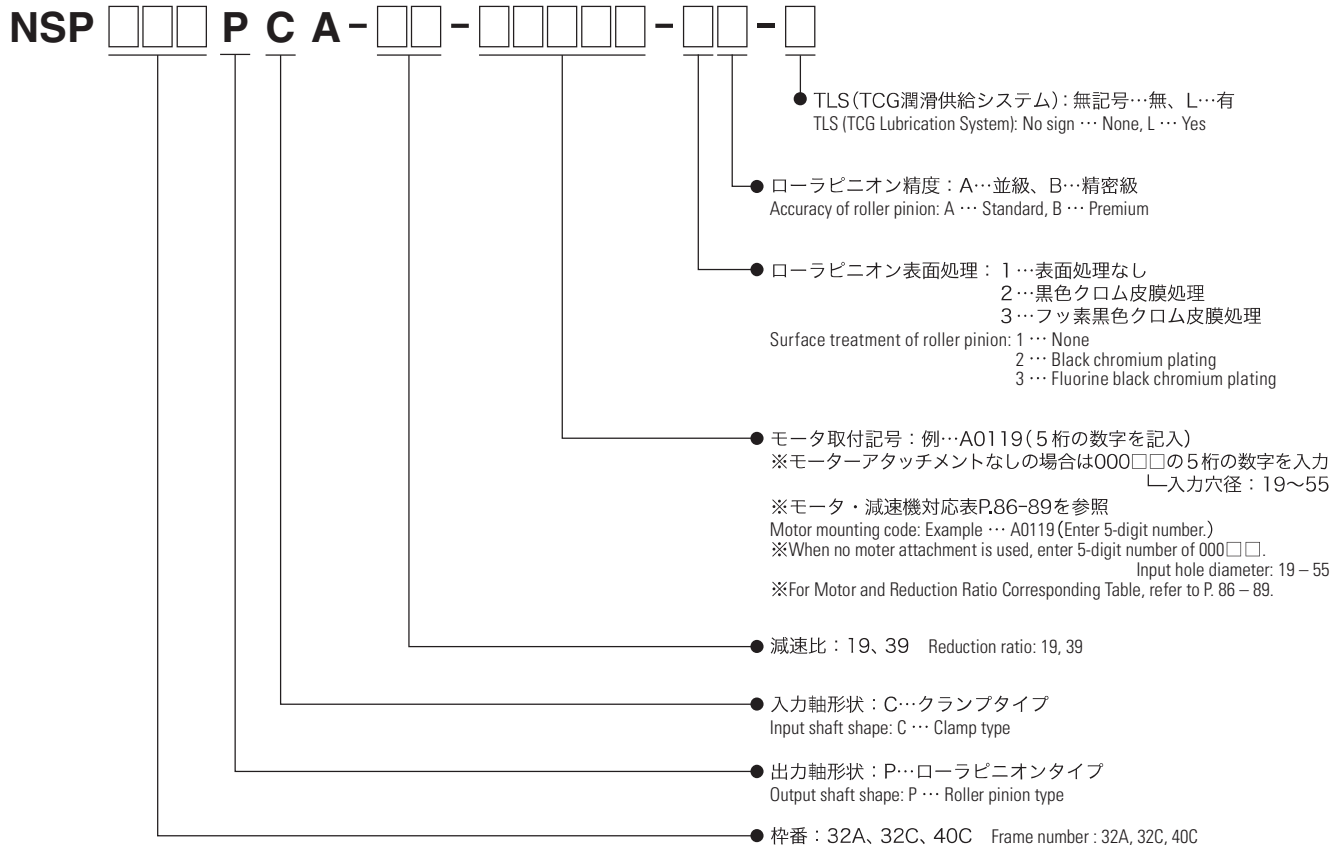 NSP □□□ P C A - □□ - □□□□□ - □□ - □
TLS(TCG潤滑供給システム):無記号…無、L…有
TLS (TCG Lubrication System): No sign ··· None, L ··· Yes
ローラピニオン精度:A…並級、B…精密級
Accuracy of roller pinion: A ··· Standard, B ··· Premium
ローラピニオン表面処理:1…表面処理なし
2…黒色クロム皮膜処理
3…フッ素黒色クロム皮膜処理
Surface treatment of roller pinion: 1 ··· None
2 ··· Black chromium plating
3 ··· Fluorine black chromium plating
モータ取付記号:例…A0119(5桁の数字を記入)
※モーターアタッチメントなしの場合は000□□の5桁の数字を入力
入力穴径:19〜55
※モータ・減速機対応表P.86-89を参照
Motor mounting code: Example ··· A0119 (Enter 5-digit number.)
※When no moter attachment is used, enter 5-digit number of 000□□.
Input hole diameter: 19 – 55
※For Motor and Reduction Ratio Corresponding Table, refer to P. 86 – 89.
減速比:19、39 Reduction ratio: 19, 39
入力軸形状:C…クランプタイプ
Input shaft shape: C ··· Clamp type
出力軸形状:P…ローラピニオンタイプ
Output shaft shape: P ··· Roller pinion type
枠番:32A、32C、40C Frame number : 32A, 32C, 40C